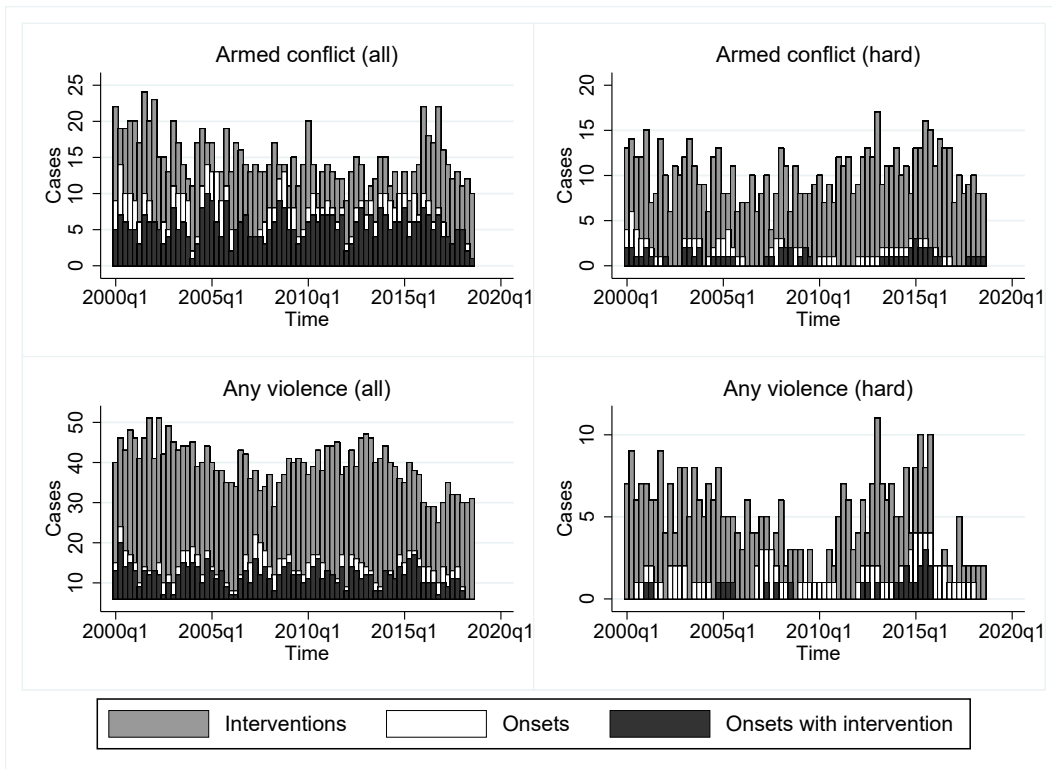 Armed conflict (all)
Cases
25
20
15
10
5
0
2000q1 2005q1 2010q1 2015q1 2020q1
Time
Armed conflict (hard)
Cases
20
15
10
5
0
2000q1 2005q1 2010q1 2015q1 2020q1
Time
Any violence (all)
Cases
50
40
30
20
10
2000q1 2005q1 2010q1 2015q1 2020q1
Time
Any violence (hard)
Cases
10
5
0
2000q1 2005q1 2010q1 2015q1 2020q1
Time
Interventions Onsets Onsets with intervention